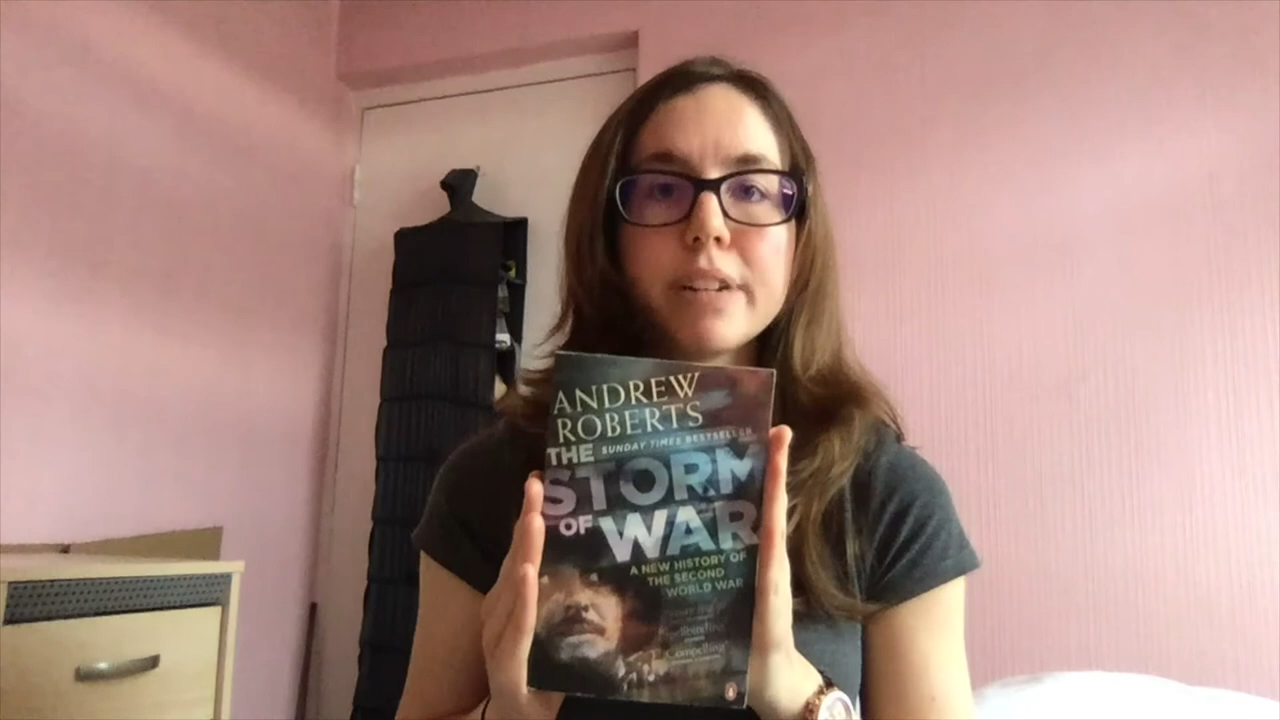 ANDREW
ROBERTS
SUNDAY TIMES BESTSELLER
THE
STORM
OF WAR
A NEW HISTORY OF
THE SECOND
WORLD WAR
'Compelling'